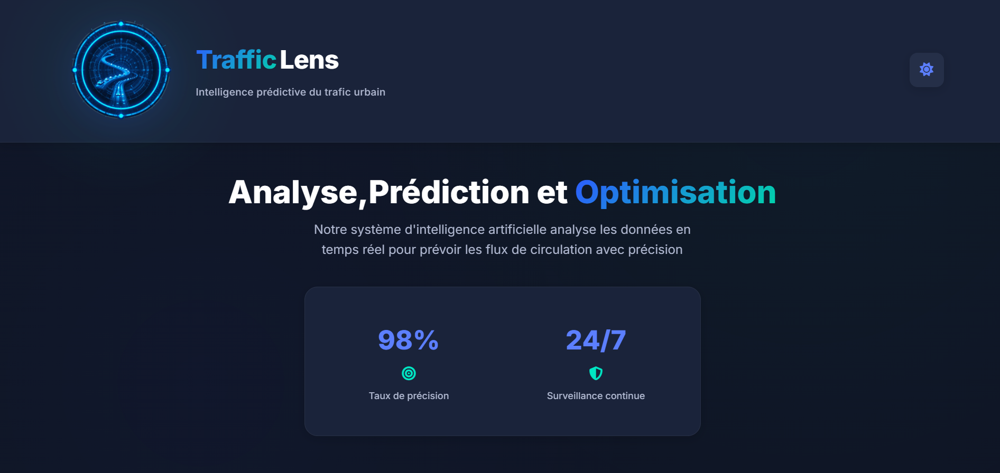 Traffic Lens
Intelligence prédictive du trafic urbain
Analyse,Prédiction et Optimisation
Notre système d'intelligence artificielle analyse les données en
temps réel pour prévoir les flux de circulation avec précision
98%
24/7
Taux de précision
Surveillance continue